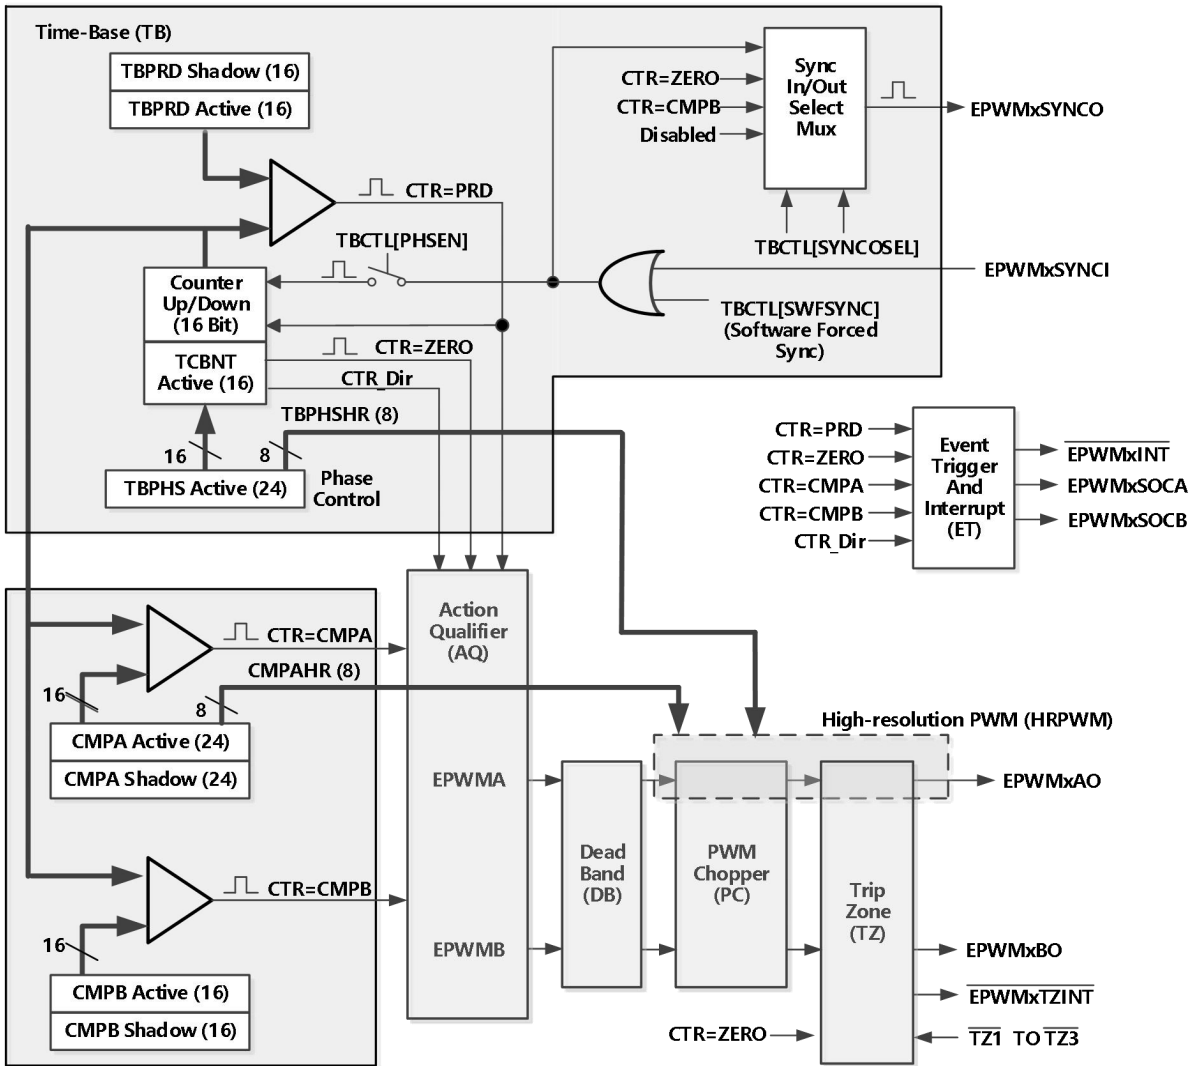 Time-Base (TB)
TBPRD Shadow (16)
TBPRD Active (16)
CTR=PRD
TBCTL[PHSEN]
Counter
Up/Down
(16 Bit)
TCBNT
Active (16)
CTR=ZERO
CTR_Dir
TBPHSHR (8)
16
8
TBPHS Active (24)
Phase
Control
CTR=ZERO
CTR=CMPB
Disabled
Sync
In/Out
Select
Mux
EPWMxSYNCO
TBCTL[SYNCOSEL]
EPWMxSYNCI
TBCTL[SWFSYNC]
(Software Forced
Sync)
CTR=PRD
CTR=ZERO
CTR=CMPA
CTR=CMPB
CTR_Dir
Event
Trigger
And
Interrupt
(ET)
EPWMxINT
EPWMxSOCA
EPWMxSOCB
CTR=CMPA
CMPAHR (8)
16
8
CMPA Active (24)
CMPA Shadow (24)
CTR=CMPB
16
CMPB Active (16)
CMPB Shadow (16)
Action
Qualifier
(AQ)
EPWMA
EPWMB
Dead
Band
(DB)
High-resolution PWM (HRPWM)
PWM
Chopper
(PC)
Trip
Zone
(TZ)
EPWMxAO
EPWMxBO
EPWMxTZINT
CTR=ZERO
TZ1 TO TZ3